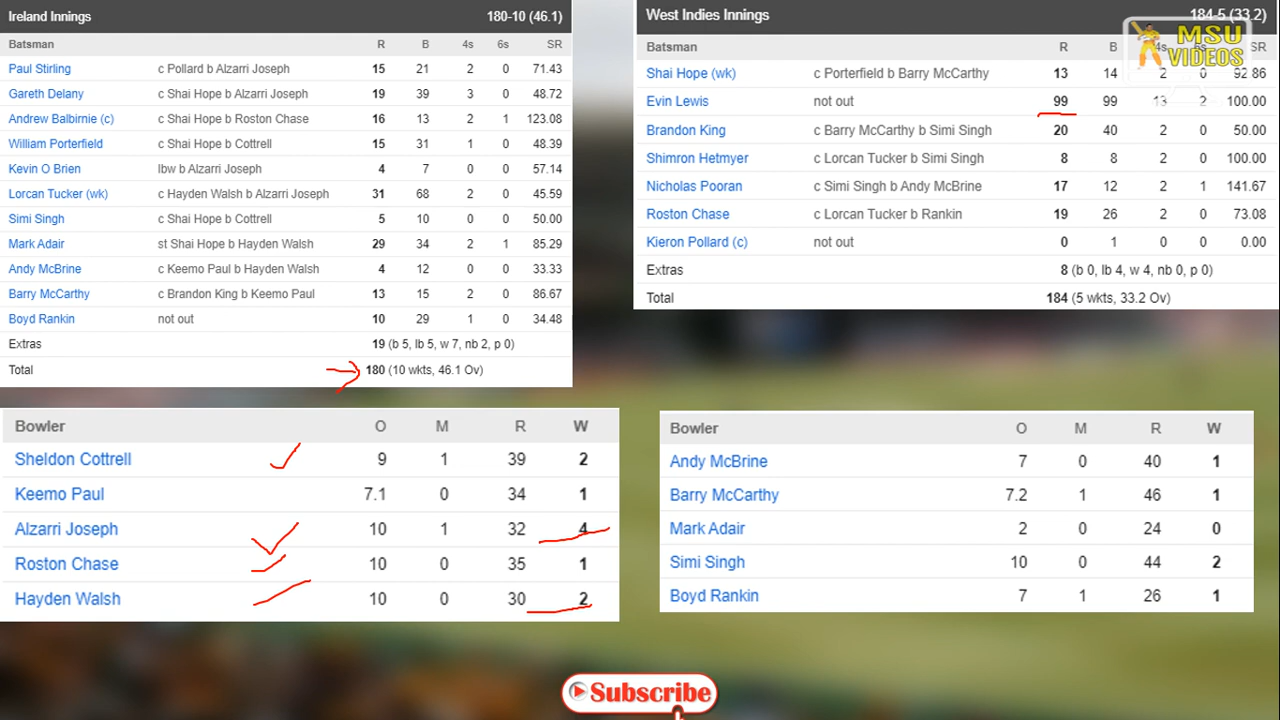 Ireland Innings 180-10 (46.1)
Batsman R B 4s 6s SR
Paul Stirling c Pollard b Alzarri Joseph 15 21 2 0 71.43
Gareth Delany c Shai Hope b Alzarri Joseph 19 39 3 0 48.72
Andrew Balbirnie (c) c Shai Hope b Roston Chase 16 13 2 1 123.08
William Porterfield c Shai Hope b Cottrell 15 31 1 0 48.39
Kevin O Brien lbw b Alzarri Joseph 4 7 0 0 57.14
Lorcan Tucker (wk) c Hayden Walsh b Alzarri Joseph 31 68 2 0 45.59
Simi Singh c Shai Hope b Cottrell 5 10 0 0 50.00
Mark Adair st Shai Hope b Hayden Walsh 29 34 2 1 85.29
Andy McBrine c Keemo Paul b Hayden Walsh 4 12 0 0 33.33
Barry McCarthy c Brandon King b Keemo Paul 13 15 2 0 86.67
Boyd Rankin not out 10 29 1 0 34.48
Extras 19 (b 5, lb 5, w 7, nb 2, p 0)
Total 180 (10 wkts, 46.1 Ov)
West Indies Innings 184-5 (33.2)
Batsman R B 4s 6s SR
Shai Hope (wk) c Porterfield b Barry McCarthy 13 14 2 0 92.86
Evin Lewis not out 99 99 13 2 100.00
Brandon King c Barry McCarthy b Simi Singh 20 40 2 0 50.00
Shimron Hetmyer c Lorcan Tucker b Simi Singh 8 8 2 0 100.00
Nicholas Pooran c Simi Singh b Andy McBrine 17 12 2 1 141.67
Roston Chase c Lorcan Tucker b Rankin 19 26 2 0 73.08
Kieron Pollard (c) not out 0 1 0 0 0.00
Extras 8 (b 0, lb 4, w 4, nb 0, p 0)
Total 184 (5 wkts, 33.2 Ov)
MSU
VIDEOS
Bowler O M R W
Sheldon Cottrell 9 1 39 2
Keemo Paul 7.1 0 34 1
Alzarri Joseph 10 1 32 4
Roston Chase 10 0 35 1
Hayden Walsh 10 0 30 2
Bowler O M R W
Andy McBrine 7 0 40 1
Barry McCarthy 7.2 1 46 1
Mark Adair 2 0 24 0
Simi Singh 10 0 44 2
Boyd Rankin 7 1 26 1
Subscribe